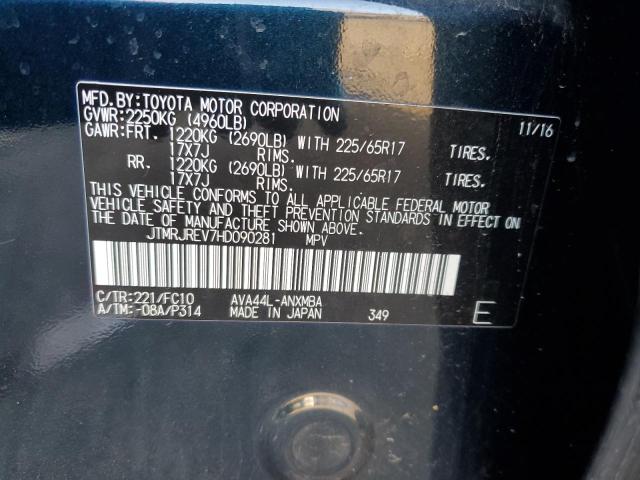 MFD.BY:TOYOTA MOTOR CORPORATION 11/16
GVWR:2250KG (4960LB)
GAWR:FRT. 1220KG (2690LB) WITH 225/65R17 TIRES.
17X7J RIMS.
RR. 1220KG (2690LB) WITH 225/65R17 TIRES.
17X7J RIMS.
THIS VEHICLE CONFORMS TO ALL APPLICABLE FEDERAL MOTOR
VEHICLE SAFETY AND THEFT PREVENTION STANDARDS IN EFFECT ON
THE DATE OF MANUFACTURE SHOWN ABOVE.
JTMRJREV7HD090281 MPV
C/TR:221/FC10 AVA44L-ANXMBA
A/TM:-08A/P314 MADE IN JAPAN 349 E